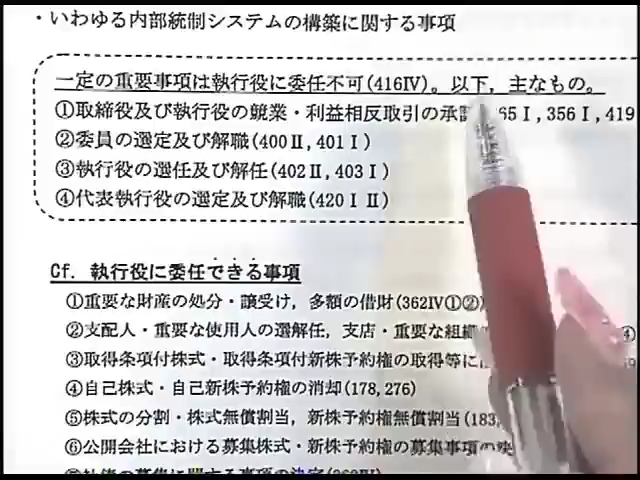 ・いわゆる内部統制システムの構築に関する事項
一定の重要事項は執行役に委任不可(416Ⅳ)。以下，主なもの。
①取締役及び執行役の競業・利益相反取引の承認 65Ⅰ,356Ⅰ,419
②委員の選定及び解職(400Ⅱ,401Ⅰ)
③執行役の選任及び解任(402Ⅱ,403Ⅰ)
④代表執行役の選定及び解職(420ⅠⅡ)
Cf. 執行役に委任できる事項
①重要な財産の処分・譲受け，多額の借財(362Ⅳ①②)
②支配人・重要な使用人の選解任，支店・重要な組織 ④)
③取得条項付株式・取得条項付新株予約権の取得等に
④自己株式・自己新株予約権の消却(178,276)
⑤株式の分割・株式無償割当，新株予約権無償割当(183,
⑥公開会社における募集株式・新株予約権の募集事項の決